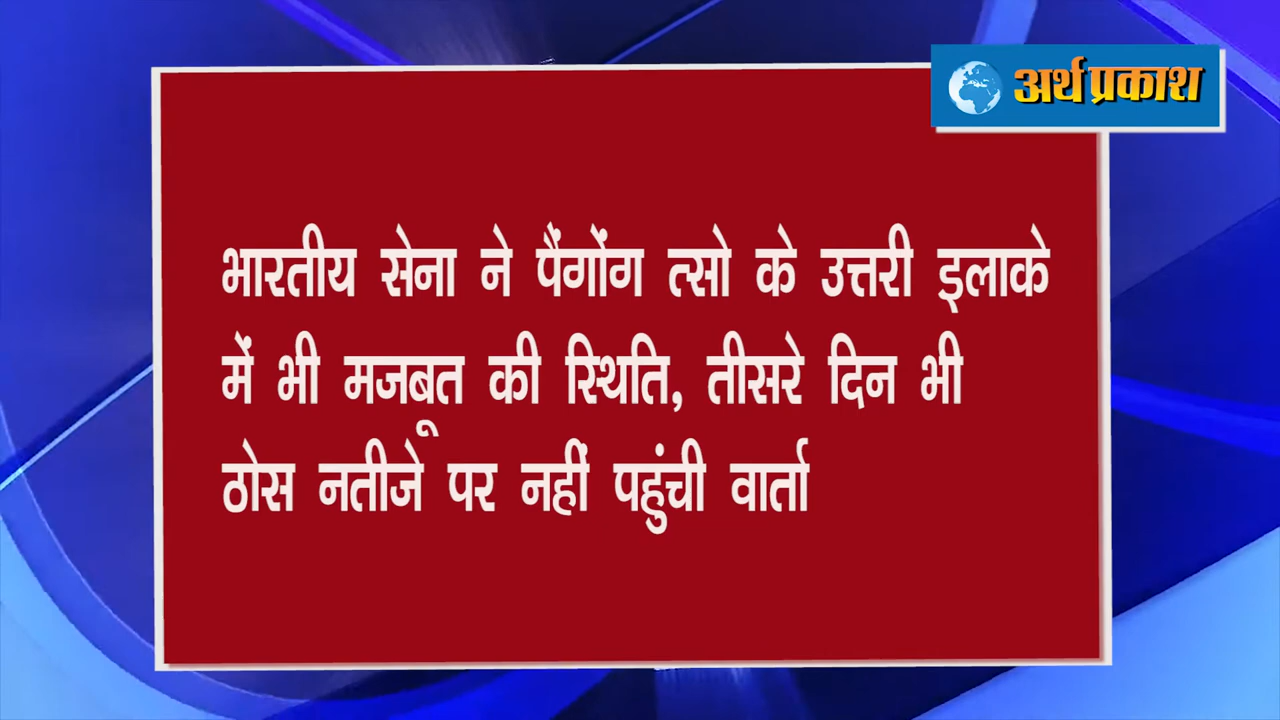 अर्थ प्रकाश
भारतीय सेना ने पैंगोंग त्सो के उत्तरी इलाके
में भी मजबूत की स्थिति, तीसरे दिन भी
ठोस नतीजे पर नहीं पहुंची वार्ता